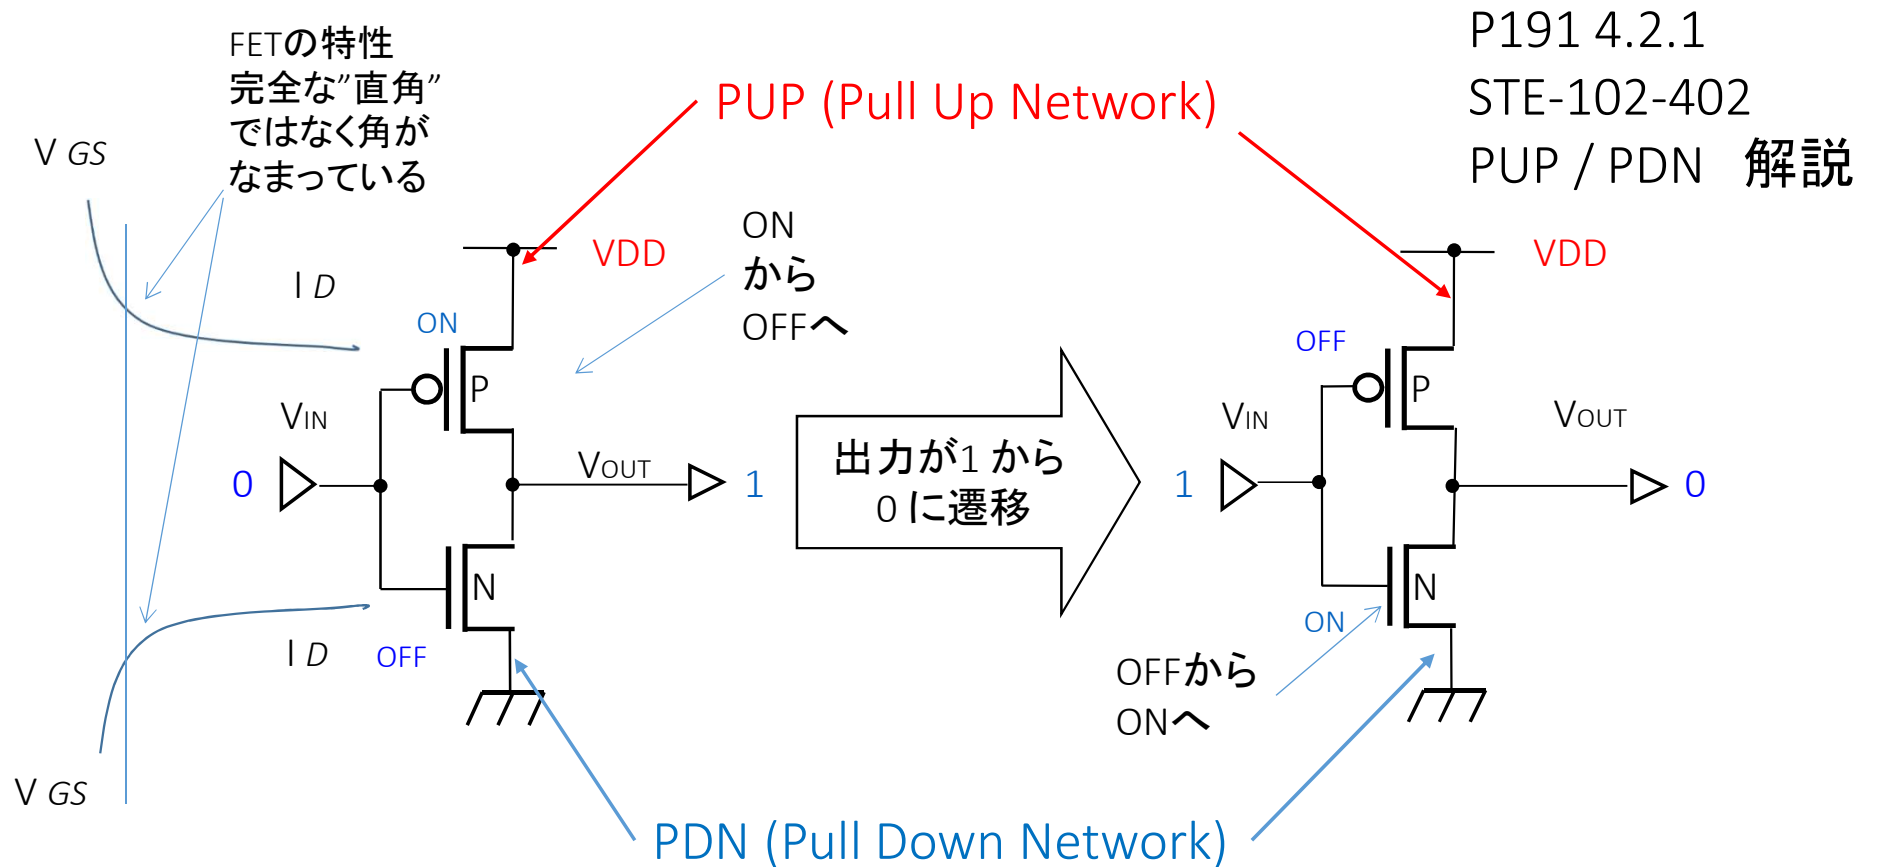 P191 4.2.1
STE-102-402
PUP / PDN 解説
FETの特性
完全な”直角”
ではなく角が
なまっている
PUP (Pull Up Network)
V GS
I D
ON
VDD
ON
から
OFFへ
P
VIN
0
VOUT
1
N
I D
OFF
V GS
出力が1 から
0 に遷移
VDD
OFF
P
VIN
1
VOUT
0
N
ON
OFFから
ONへ
PDN (Pull Down Network)